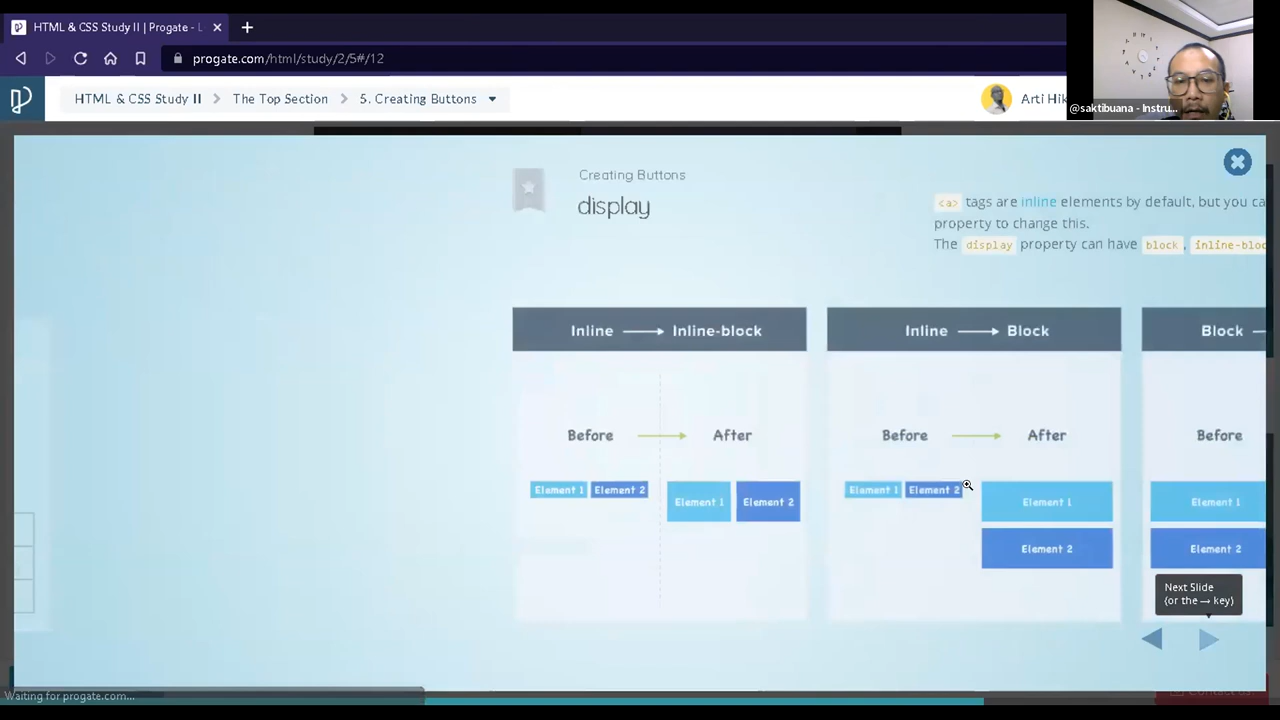 HTML & CSS Study II | Progate - L
progate.com/html/study/2/5#/12
HTML & CSS Study II
The Top Section
5. Creating Buttons
Arti Hik
@saktibuana - Instru...
Creating Buttons
display
<a> tags are inline elements by default, but you ca
property to change this.
The display property can have block, inline-bloc
Inline
Inline-block
Before
After
Element 1
Element 2
Element 1
Element 2
Inline
Block
Before
After
Element 1
Element 2
Element 1
Element 2
Block
Before
Element 1
Element 2
Next Slide
(or the → key)
Waiting for progate.com...
Contact us